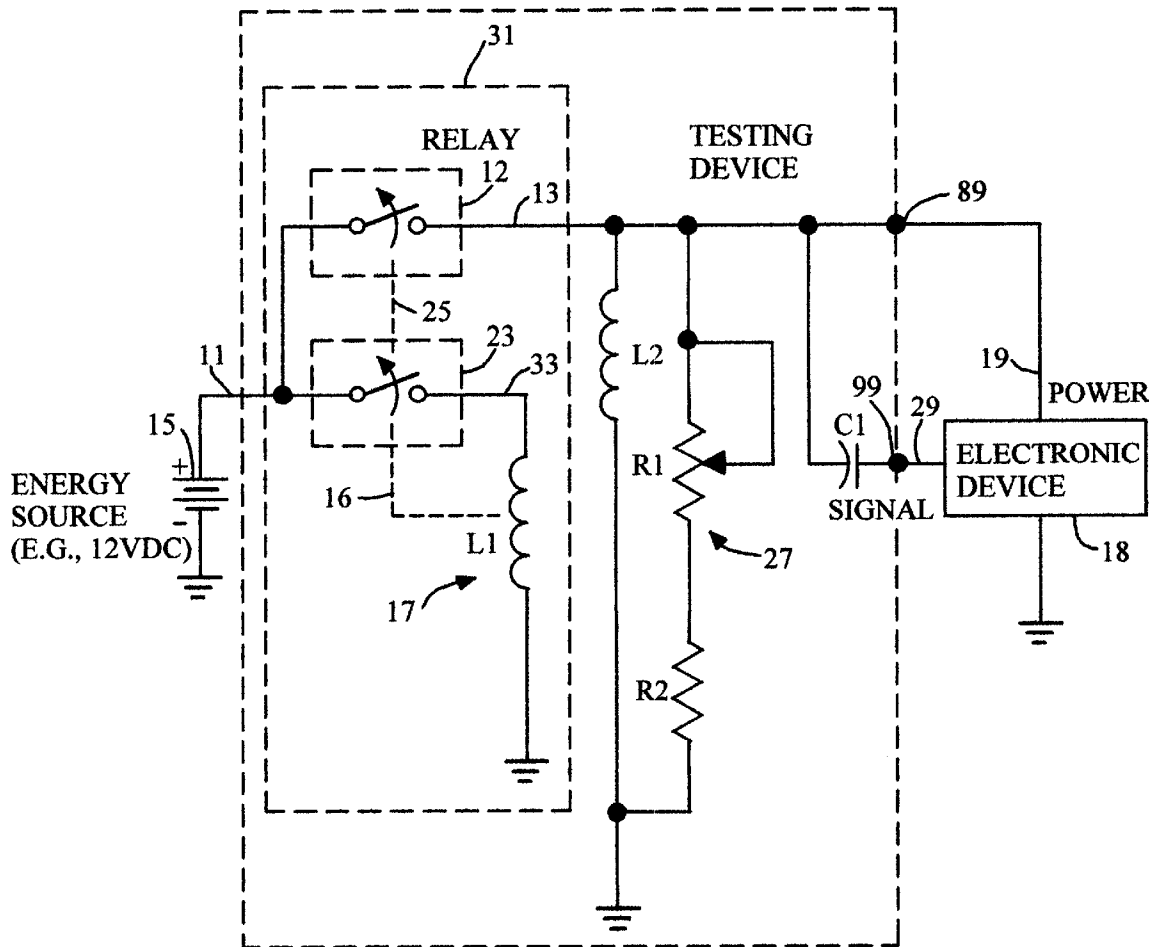 31
RELAY
12
13
TESTING
DEVICE
89
25
23
33
11
L2
19
POWER
15
+
-
ENERGY
SOURCE
(E.G., 12VDC)
16
L1
17
R1
27
C1
99
29
SIGNAL
ELECTRONIC
DEVICE
18
R2